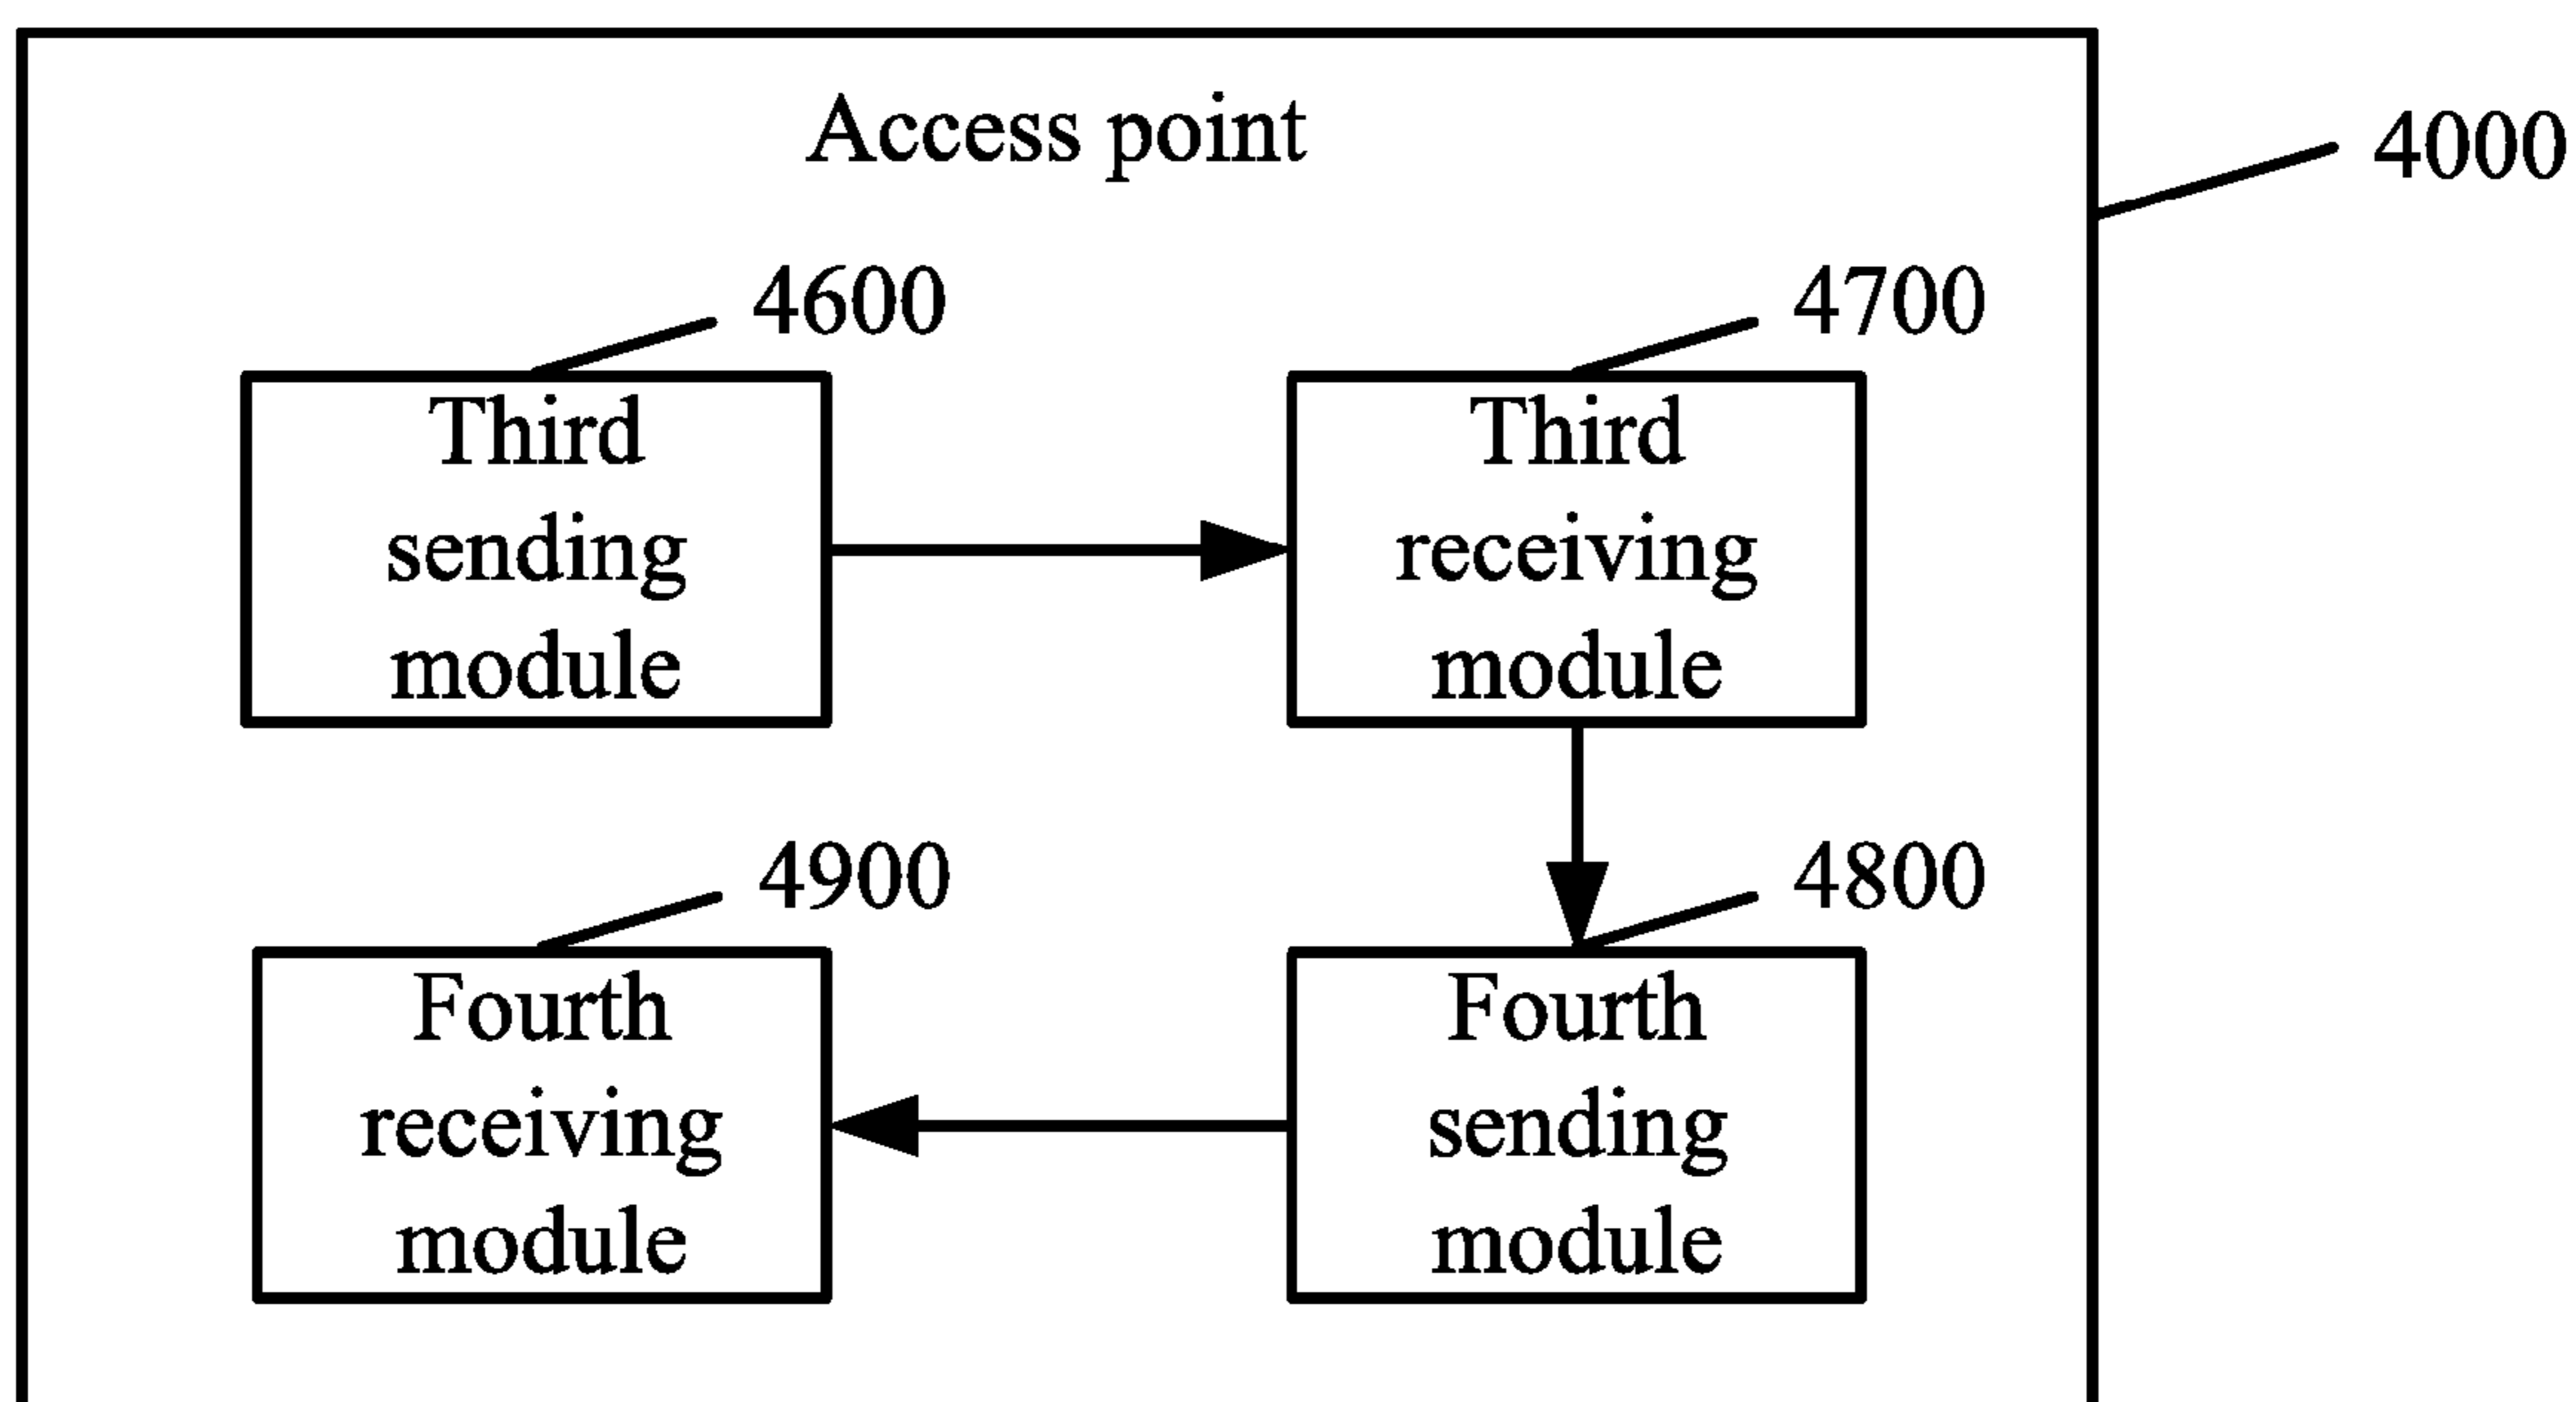 Access point
4000
4600
4700
Third
sending
module
Third
receiving
module
4900
4800
Fourth
receiving
module
Fourth
sending
module